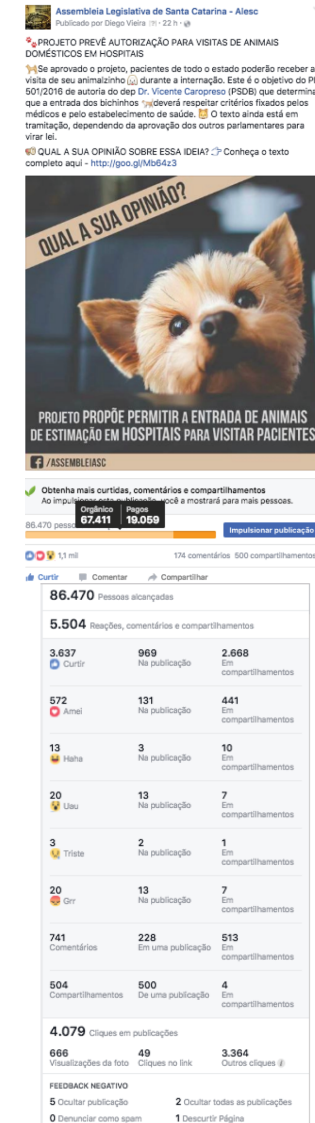 Assembleia Legislativa de Santa Catarina - Alesc
Publicado por Diego Vieira · 22 h ·
PROJETO PREVÊ AUTORIZAÇÃO PARA VISITAS DE ANIMAIS
DOMÉSTICOS EM HOSPITAIS
Se aprovado o projeto, pacientes de todo o estado poderão receber a
visita de seu animalzinho durante a internação. Este é o objetivo do Pl
501/2016 de autoria do dep Dr. Vicente Caropreso (PSDB) que determina
que a entrada dos bichinhos deverá respeitar critérios fixados pelos
médicos e pelo estabelecimento de saúde. O texto ainda está em
tramitação, dependendo da aprovação dos outros parlamentares para
virar lei.
QUAL A SUA OPINIÃO SOBRE ESSA IDEIA? Conheça o texto
completo aqui - http://goo.gl/Mb64z3
QUAL A SUA OPINIÃO?
PROJETO PROPÕE PERMITIR A ENTRADA DE ANIMAIS
DE ESTIMAÇÃO EM HOSPITAIS PARA VISITAR PACIENTES
/ASSEMBLEIASC
Obtenha mais curtidas, comentários e compartilhamentos
Ao impulsionar esta publicação, você a mostrará para mais pessoas.
Orgânico Pagos
67.411 19.059
86.470 pesso
Impulsionar publicação
1,1 mil 174 comentários 500 compartilhamentos
Curtir Comentar Compartilhar
86.470 Pessoas alcançadas
5.504 Reações, comentários e compartilhamentos
3.637 969 2.668
Curtir Na publicação Em
compartilhamentos
572 131 441
Amei Na publicação Em
compartilhamentos
13 3 10
Haha Na publicação Em
compartilhamentos
20 13 7
Uau Na publicação Em
compartilhamentos
3 2 1
Triste Na publicação Em
compartilhamentos
20 13 7
Grr Na publicação Em
compartilhamentos
741 228 513
Comentários Em uma publicação Em
compartilhamentos
504 500 4
Compartilhamentos De uma publicação Em
compartilhamentos
4.079 Cliques em publicações
666 49 3.364
Visualizações da foto Cliques no link Outros cliques
FEEDBACK NEGATIVO
5 Ocultar publicação 2 Ocultar todas as publicações
0 Denunciar como spam 1 Descurtir Página